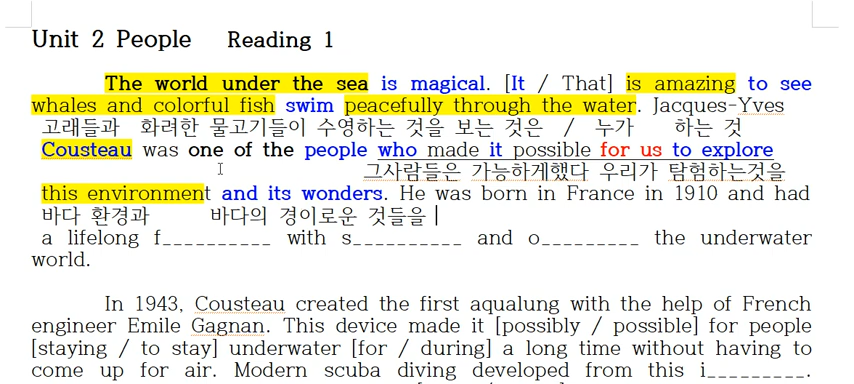 Unit 2 People Reading 1
The world under the sea is magical. [It / That] is amazing to see
whales and colorful fish swim peacefully through the water. Jacques-Yves
고래들과 화려한 물고기들이 수영하는 것을 보는 것은 / 누가 하는 것
Cousteau was one of the people who made it possible for us to explore
그사람들은 가능하게했다 우리가 탐험하는것을
this environment and its wonders. He was born in France in 1910 and had
바다 환경과 바다의 경이로운 것들을
a lifelong f__________ with s__________ and o_________ the underwater
world.
In 1943, Cousteau created the first aqualung with the help of French
engineer Emile Gagnan. This device made it [possibly / possible] for people
[staying / to stay] underwater [for / during] a long time without having to
come up for air. Modern scuba diving developed from this i_________.